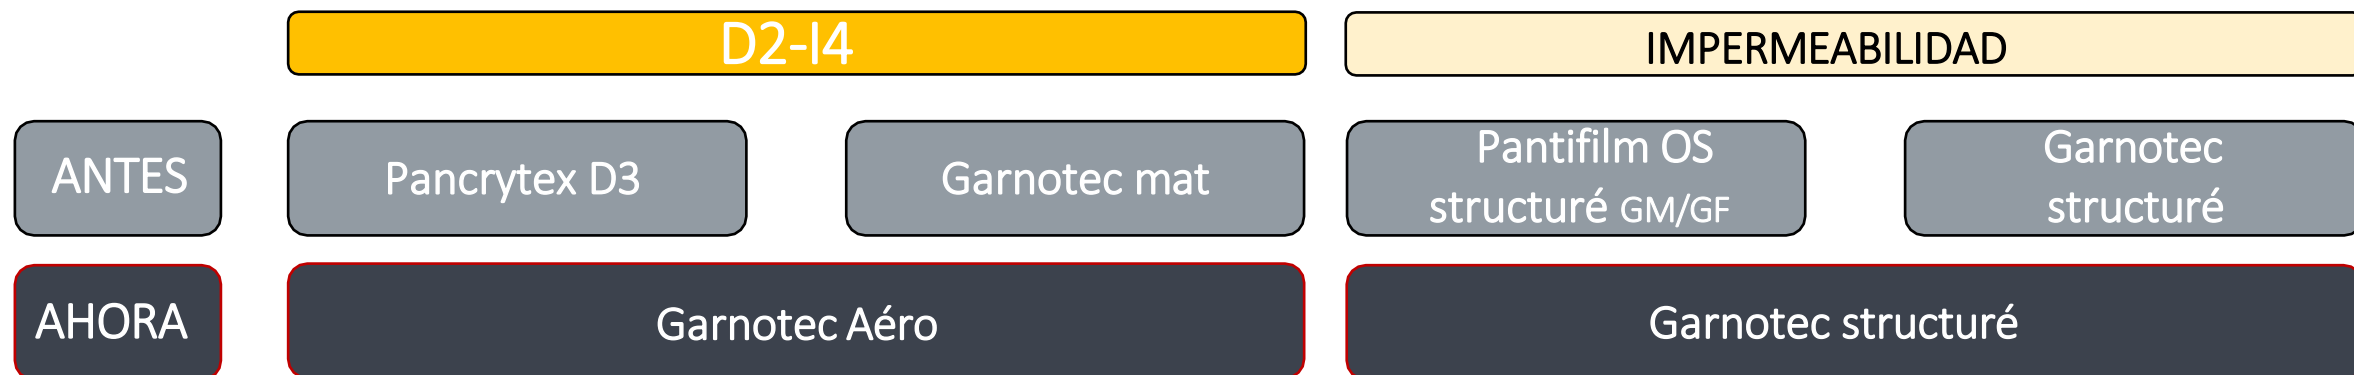 D2-I4
IMPERMEABILIDAD
ANTES
Pancrytex D3
Garnotec mat
Pantifilm OS
structuré GM/GF
Garnotec
structuré
AHORA
Garnotec Aéro
Garnotec structuré